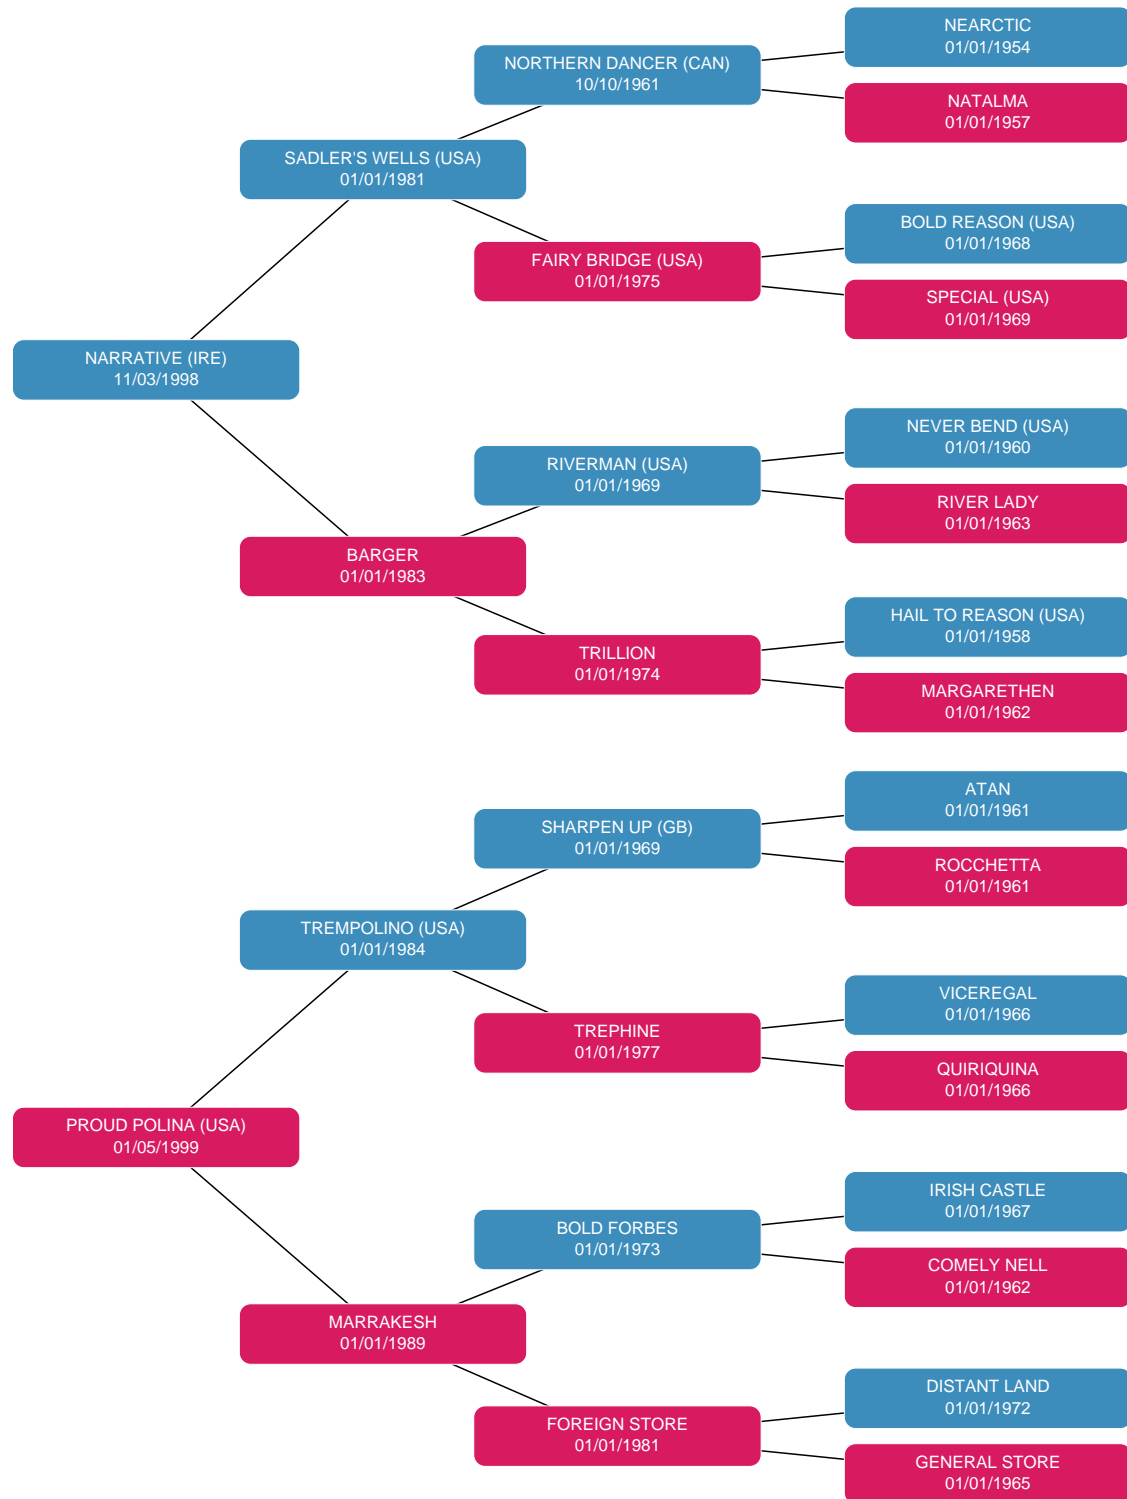 NEARCTIC
01/01/1954
NORTHERN DANCER (CAN)
10/10/1961
NATALMA
01/01/1957
SADLER'S WELLS (USA)
01/01/1981
BOLD REASON (USA)
01/01/1968
FAIRY BRIDGE (USA)
01/01/1975
SPECIAL (USA)
01/01/1969
NARRATIVE (IRE)
11/03/1998
NEVER BEND (USA)
01/01/1960
RIVERMAN (USA)
01/01/1969
RIVER LADY
01/01/1963
BARGER
01/01/1983
HAIL TO REASON (USA)
01/01/1958
TRILLION
01/01/1974
MARGARETHEN
01/01/1962
ATAN
01/01/1961
SHARPEN UP (GB)
01/01/1969
ROCCHETTA
01/01/1961
TREMPOLINO (USA)
01/01/1984
VICEREGAL
01/01/1966
TREPHINE
01/01/1977
QUIRIQUINA
01/01/1966
PROUD POLINA (USA)
01/05/1999
IRISH CASTLE
01/01/1967
BOLD FORBES
01/01/1973
COMELY NELL
01/01/1962
MARRAKESH
01/01/1989
DISTANT LAND
01/01/1972
FOREIGN STORE
01/01/1981
GENERAL STORE
01/01/1965